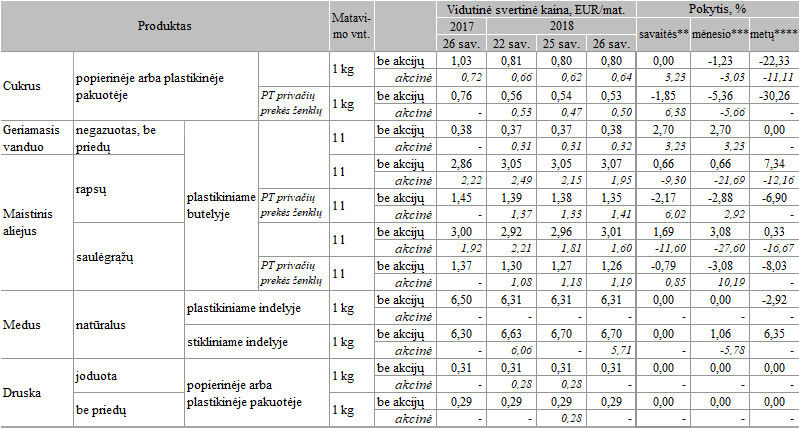 Produktas Matavi-mo vnt. Vidutinė svertinė kaina, EUR/mat. Pokytis, %
2017 2018 savaitės** mėnesio*** metų****
26 sav. 22 sav. 25 sav. 26 sav.
Cukrus popierinėje arba plastikinėje pakuotėje 1 kg be akcijų 1,03 0,81 0,80 0,80 0,00 -1,23 -22,33
akcinė 0,72 0,66 0,62 0,64 3,23 -3,03 -11,11
PT privačių prekės ženklų 1 kg be akcijų 0,76 0,56 0,54 0,53 -1,85 -5,36 -30,26
akcinė - 0,53 0,47 0,50 6,38 -5,66 -
Geriamasis vanduo negazuotas, be priedų plastikiniame butelyje 1 l be akcijų 0,38 0,37 0,37 0,38 2,70 2,70 0,00
akcinė - 0,31 0,31 0,32 3,23 3,23 -
Maistinis aliejus rapsų 1 l be akcijų 2,86 3,05 3,05 3,07 0,66 0,66 7,34
akcinė 2,22 2,49 2,15 1,95 -9,30 -21,69 -12,16
PT privačių prekės ženklų 1 l be akcijų 1,45 1,39 1,38 1,35 -2,17 -2,88 -6,90
akcinė - 1,37 1,33 1,41 6,02 2,92 -
saulėgrąžų 1 l be akcijų 3,00 2,92 2,96 3,01 1,69 3,08 0,33
akcinė 1,92 2,21 1,81 1,60 -11,60 -27,60 -16,67
PT privačių prekės ženklų 1 l be akcijų 1,37 1,30 1,27 1,26 -0,79 -3,08 -8,03
akcinė - 1,08 1,18 1,19 0,85 10,19 -
Medus natūralus plastikiniame indelyje 1 kg be akcijų 6,50 6,31 6,31 6,31 0,00 0,00 -2,92
akcinė - - - - - - -
stikliniame indelyje 1 kg be akcijų 6,30 6,63 6,70 6,70 0,00 1,06 6,35
akcinė - 6,06 - 5,71 - -5,78 -
Druska joduota popierinėje arba plastikinėje pakuotėje 1 kg be akcijų 0,31 0,31 0,31 0,31 0,00 0,00 0,00
akcinė - 0,28 0,28 - - - -
be priedų 1 kg be akcijų 0,29 0,29 0,29 0,29 0,00 0,00 0,00
akcinė - - 0,28 - - - -